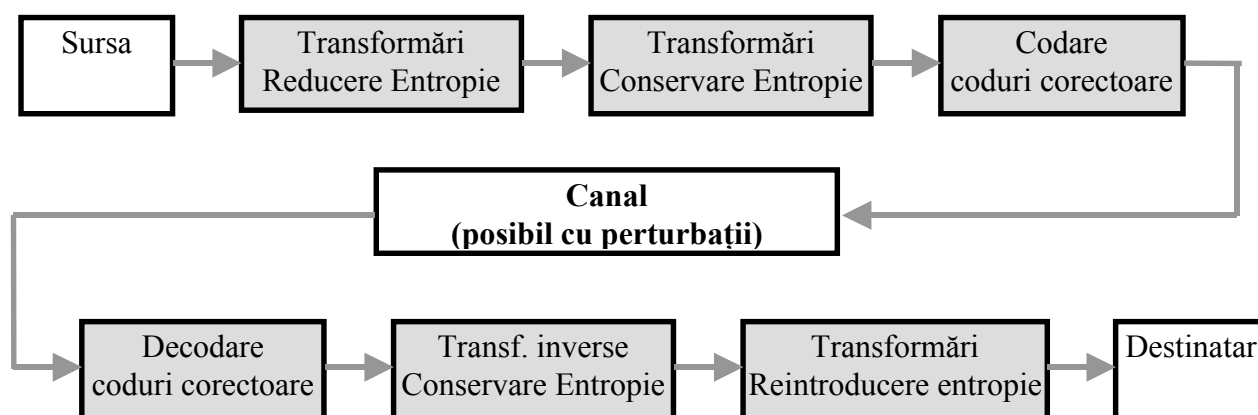 Sursa
Transformări
Reducere Entropie
Transformări
Conservare Entropie
Codare
coduri corectoare
Canal
(posibil cu perturbații)
Decodare
coduri corectoare
Transf. inverse
Conservare Entropie
Transformări
Reintroducere entropie
Destinatar